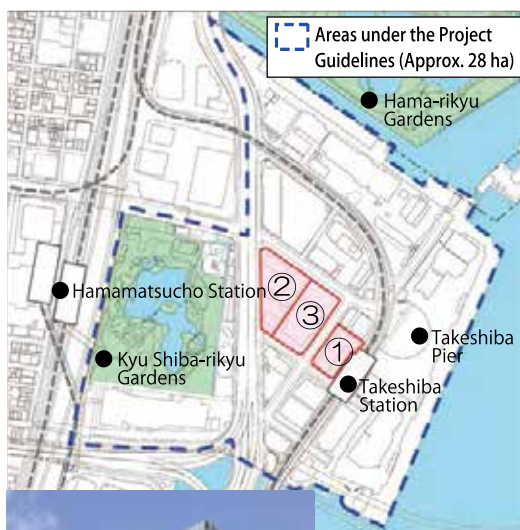 Areas under the Project
Guidelines (Approx. 28 ha)
Hama-rikyu
Gardens
②
Hamamatsucho Station
③
①
Takeshiba
Pier
Kyu Shiba-rikyu
Gardens
Takeshiba
Station